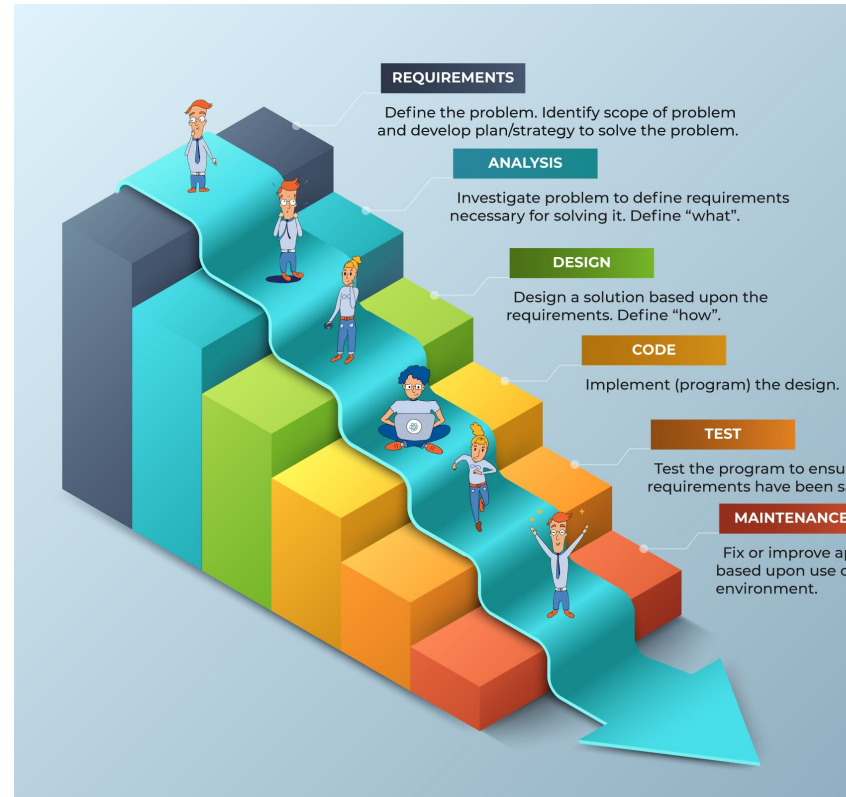 REQUIREMENTS
Define the problem. Identify scope of problem
and develop plan/strategy to solve the problem.
ANALYSIS
Investigate problem to define requirements
necessary for solving it. Define “what”.
DESIGN
Design a solution based upon the
requirements. Define “how”.
CODE
Implement (program) the design.
TEST
Test the program to
requirements have been
MAINTENANCE
Fix or improve
based upon use
environment.